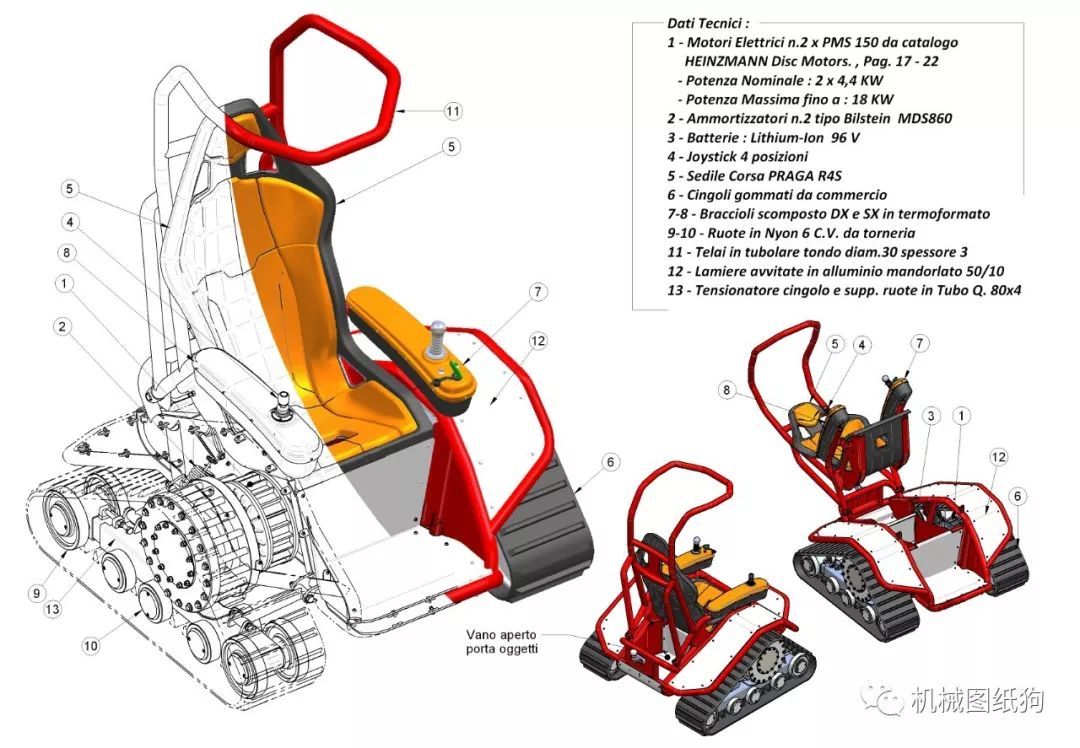 Dati Tecnici :
1 - Motori Elettrici n.2 x PMS 150 da catalogo
HEINZMANN Disc Motors. , Pag. 17 - 22
- Potenza Nominale : 2 x 4,4 KW
- Potenza Massima fino a : 18 KW
2 - Ammortizzatori n.2 tipo Bilstein MDS860
3 - Batterie : Lithium-Ion 96 V
4 - Joystick 4 posizioni
5 - Sedile Corsa PRAGA R4S
6 - Cingoli gommati da commercio
7-8 - Braccioli scomposto DX e SX in termoformato
9-10 - Ruote in Nyon 6 C.V. da torneria
11 - Telai in tubolare tondo diam.30 spessore 3
12 - Lamiere avvitate in alluminio mandorlato 50/10
13 - Tensionatore cingolo e supp. ruote in Tubo Q. 80x4
11
5
5
4
8
1
2
7
12
6
9
13
10
5
4
7
8
3
1
12
6
Vano aperto
porta oggetti
机械图纸狗